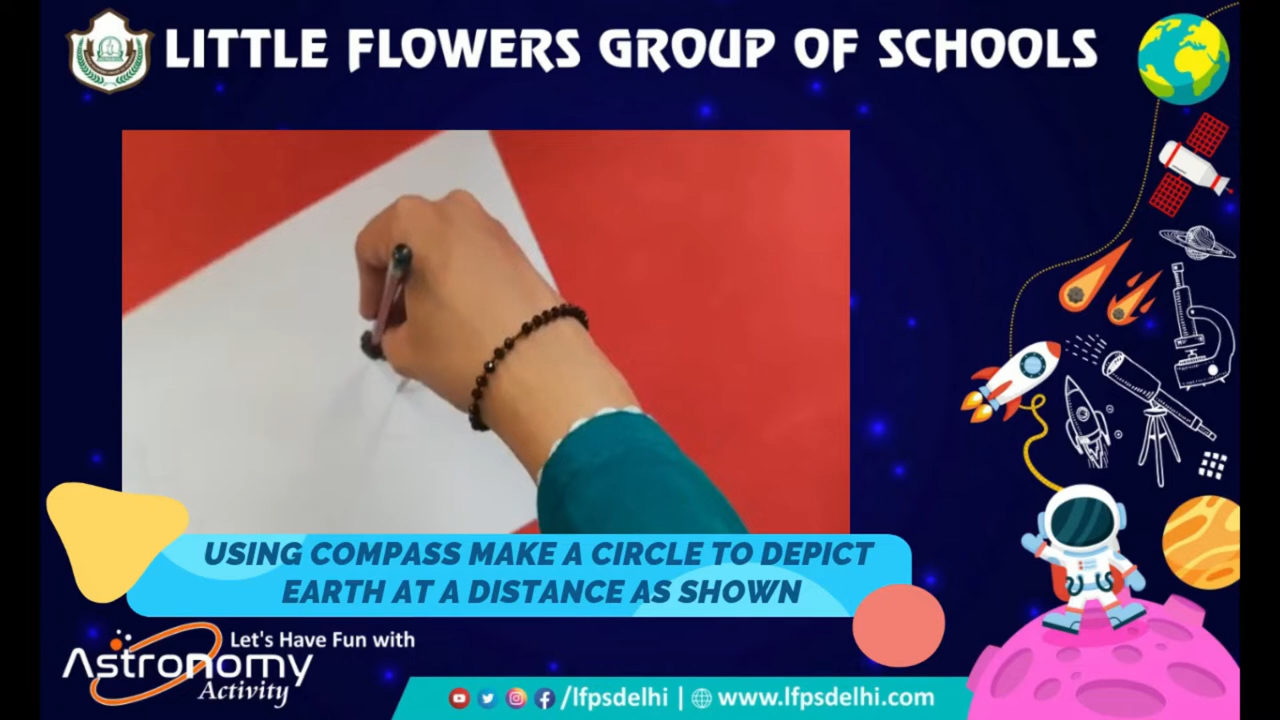 LITTLE FLOWERS GROUP OF SCHOOLS
USING COMPASS MAKE A CIRCLE TO DEPICT
EARTH AT A DISTANCE AS SHOWN
Let's Have Fun with
Astronomy
Activity
/lfpsdelhi | www.lfpsdelhi.com